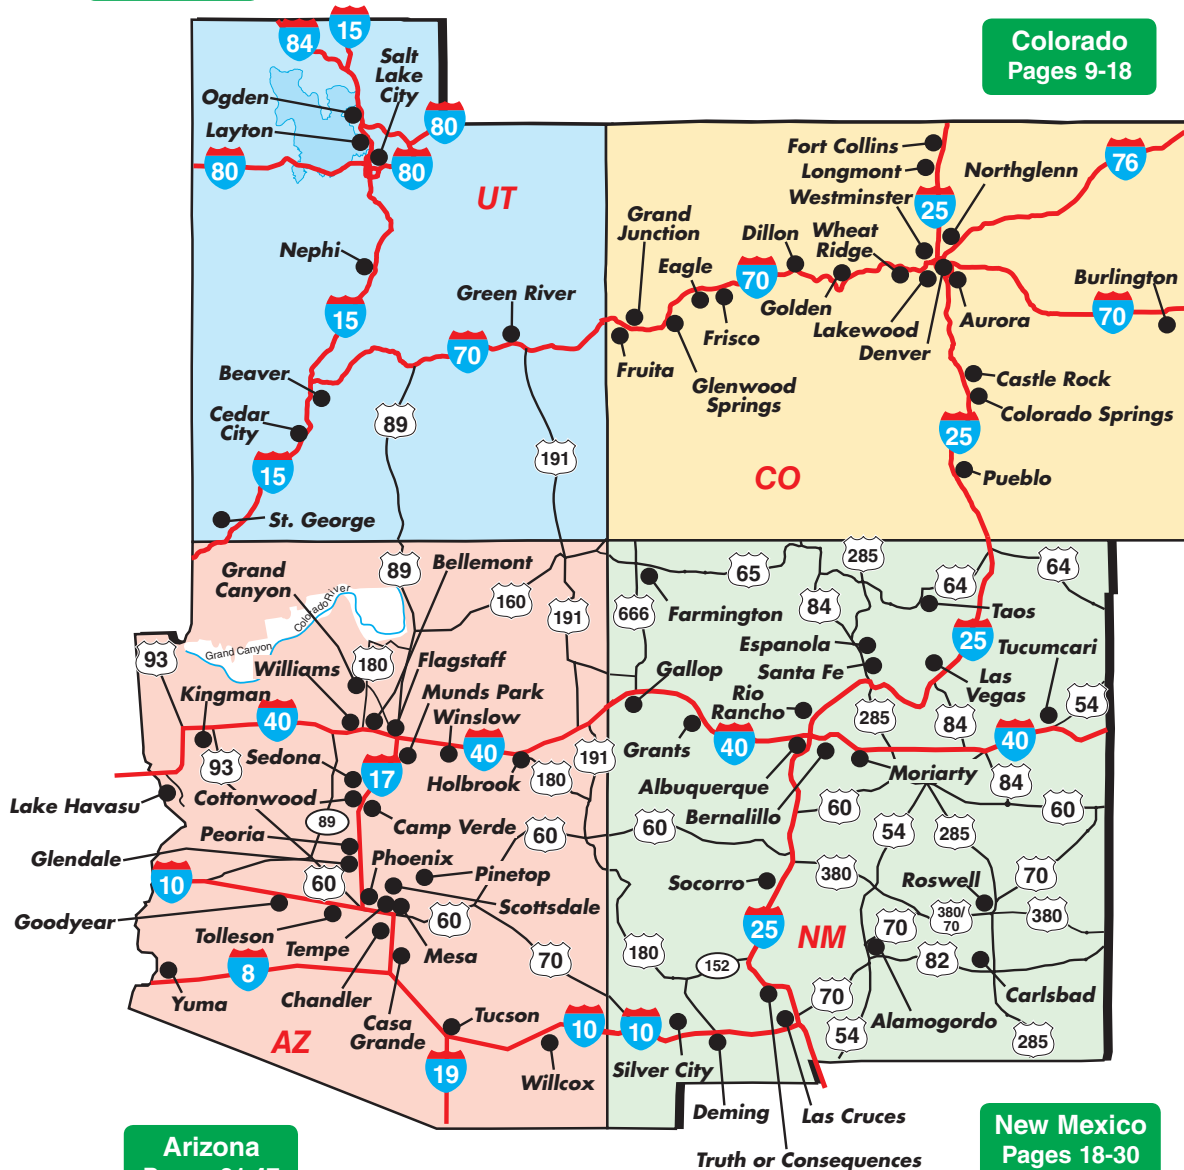 84
15
Salt
Lake
City
Ogden
Layton
80
80
80
UT
Nephi
15
Green River
70
Beaver
Cedar
City
89
191
15
St. George
Colorado
Pages 9-18
Fort Collins
Longmont
Westminster
Northglenn
76
25
Grand
Junction
Dillon
Wheat
Ridge
Eagle
70
Golden
Frisco
Lakewood
Denver
Aurora
Burlington
70
Fruita
Glenwood
Springs
Castle Rock
Colorado Springs
25
CO
Pueblo
Grand
Canyon
89
Bellemont
160
191
Colorado River
Grand Canyon
93
180
Williams
Flagstaff
Kingman
Munds Park
Winslow
40
40
93
Sedona
17
Holbrook
180
191
Lake Havasu
Cottonwood
89
Camp Verde
Peoria
60
Glendale
Phoenix
Pinetop
10
60
Scottsdale
Goodyear
60
Tolleson
Tempe
Mesa
70
8
Yuma
Chandler
Casa
Grande
Tucson
10
AZ
19
Willcox
65
285
64
64
666
Farmington
84
Taos
Espanola
25
Santa Fe
Tucumcari
Gallop
Rio
Rancho
Las
Vegas
54
285
84
Grants
40
40
Albuquerque
Moriarty
84
Bernalillo
60
60
60
54
285
380
70
Socorro
Roswell
25
NM
70
380/
70
380
180
152
82
70
Carlsbad
10
54
Alamogordo
285
Silver City
Deming
Las Cruces
Truth or Consequences
Arizona
New Mexico
Pages 18-30